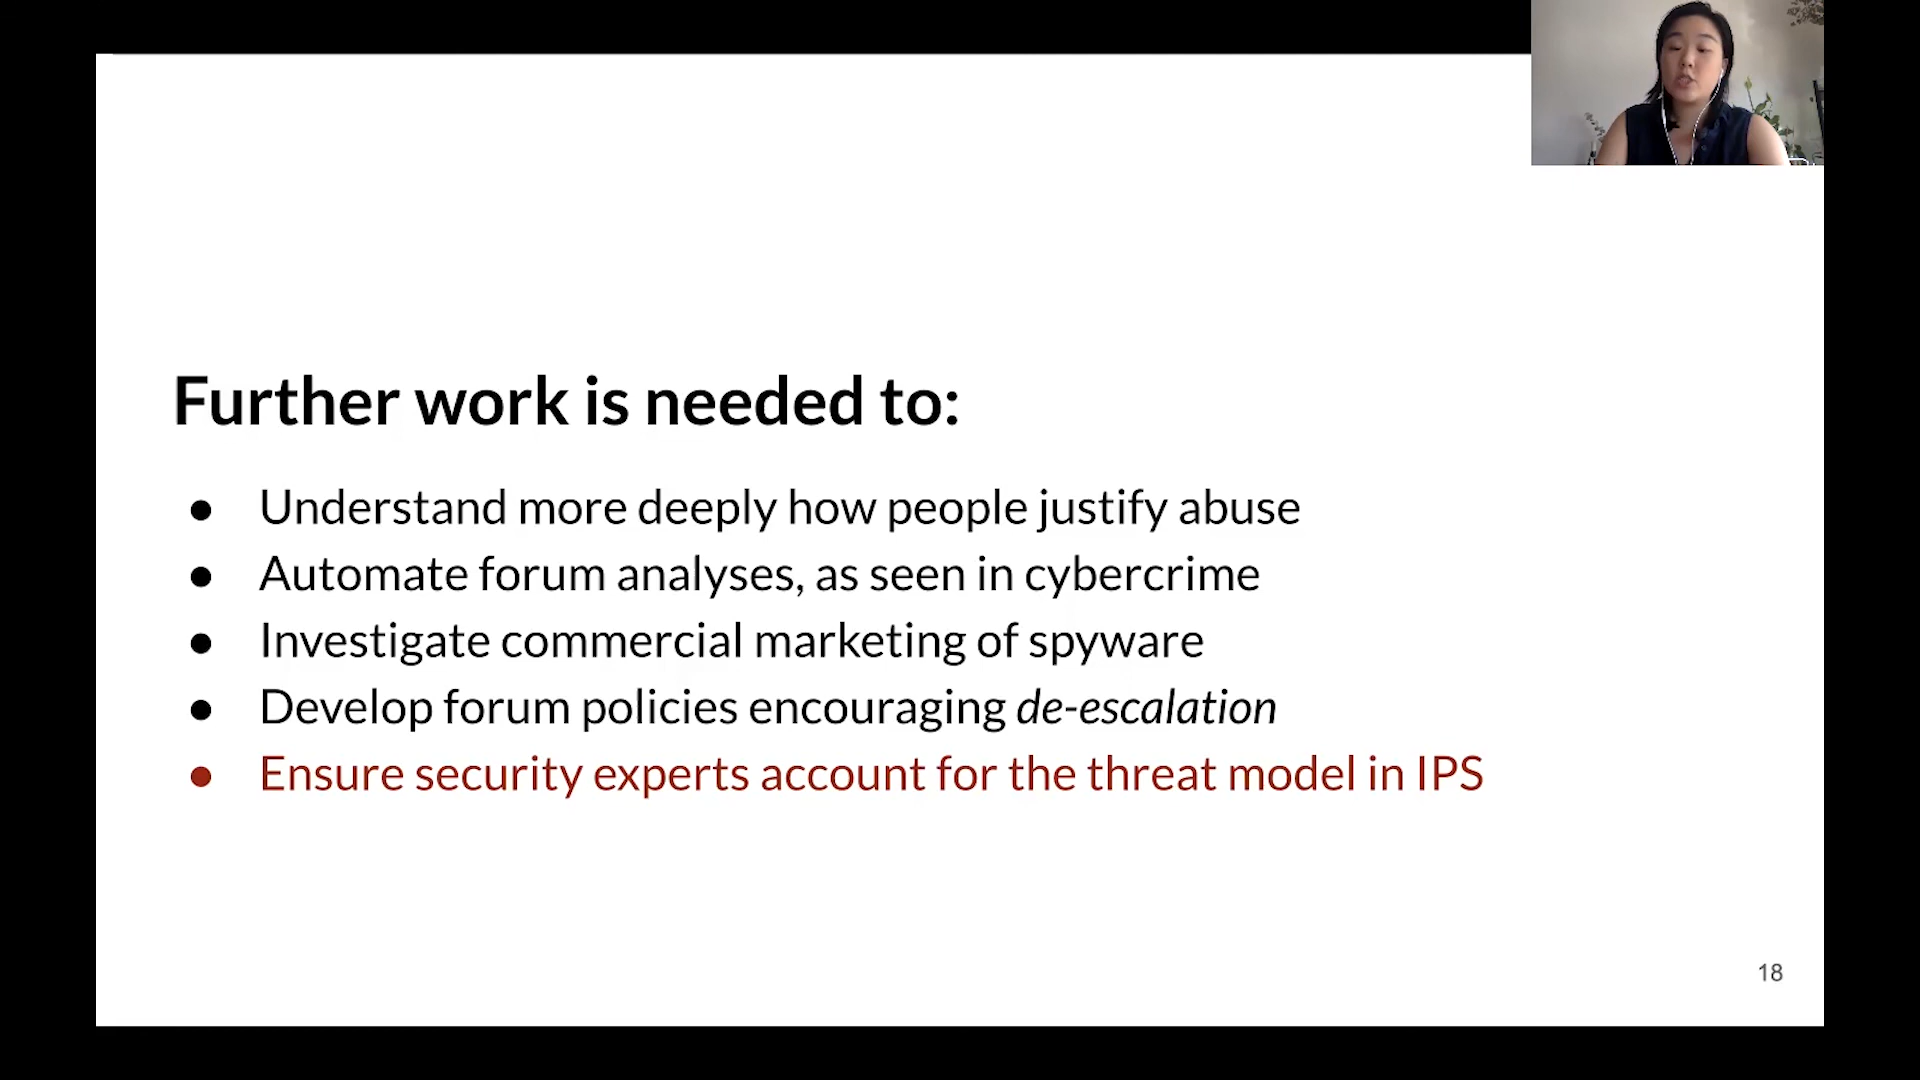 Further work is needed to:
● Understand more deeply how people justify abuse
● Automate forum analyses, as seen in cybercrime
● Investigate commercial marketing of spyware
● Develop forum policies encouraging de-escalation
● Ensure security experts account for the threat model in IPS
18